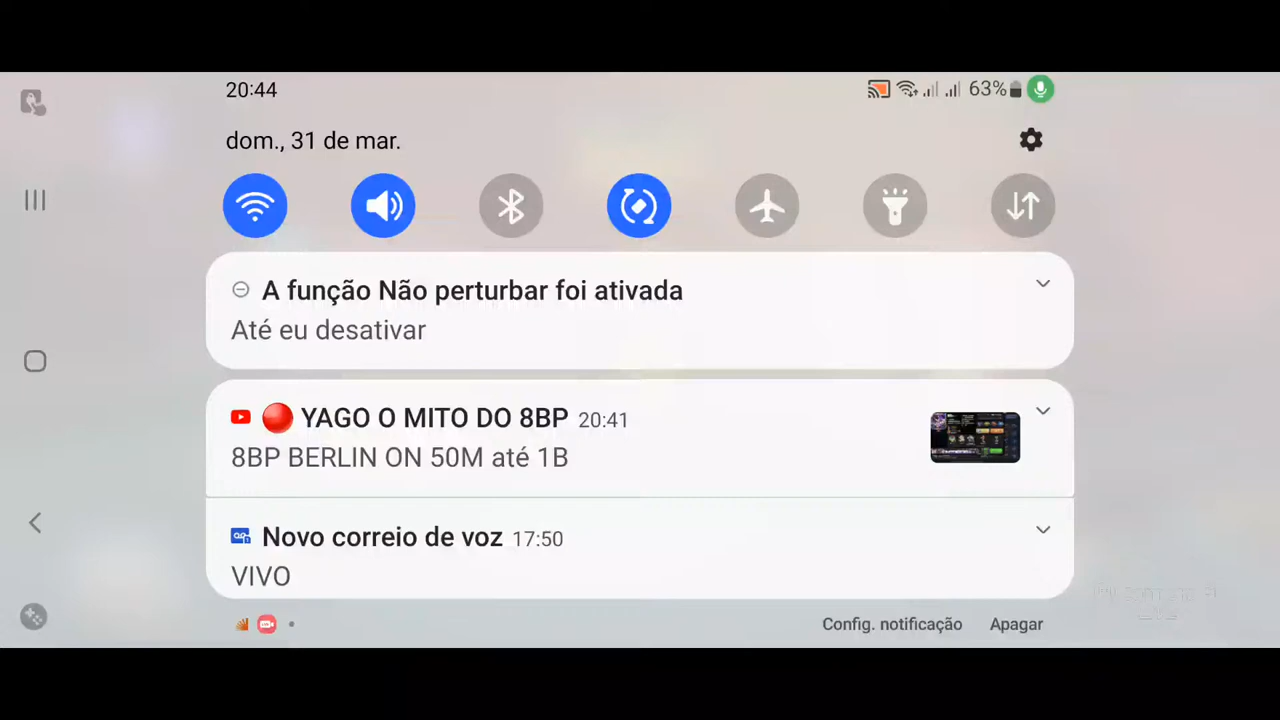 20:44
63%
dom., 31 de mar.
A função Não perturbar foi ativada
Até eu desativar
YAGO O MITO DO 8BP 20:41
8BP BERLIN ON 50M até 1B
Novo correio de voz 17:50
VIVO
Config. notificação
Apagar